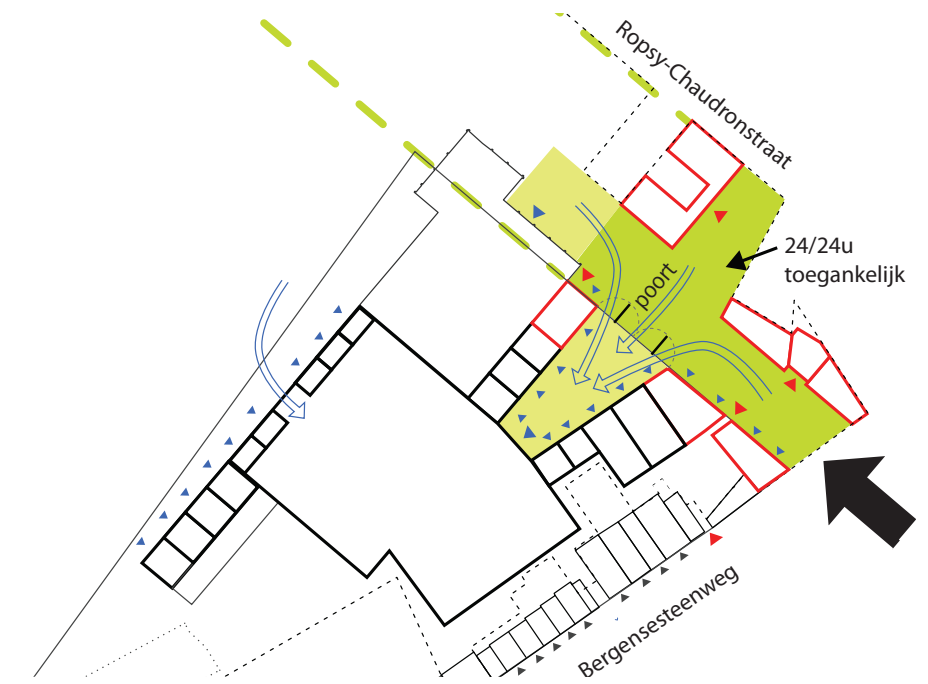 Ropsy-Chaudronstraat
24/24u
toegankelijk
poort
Bergensesteenweg